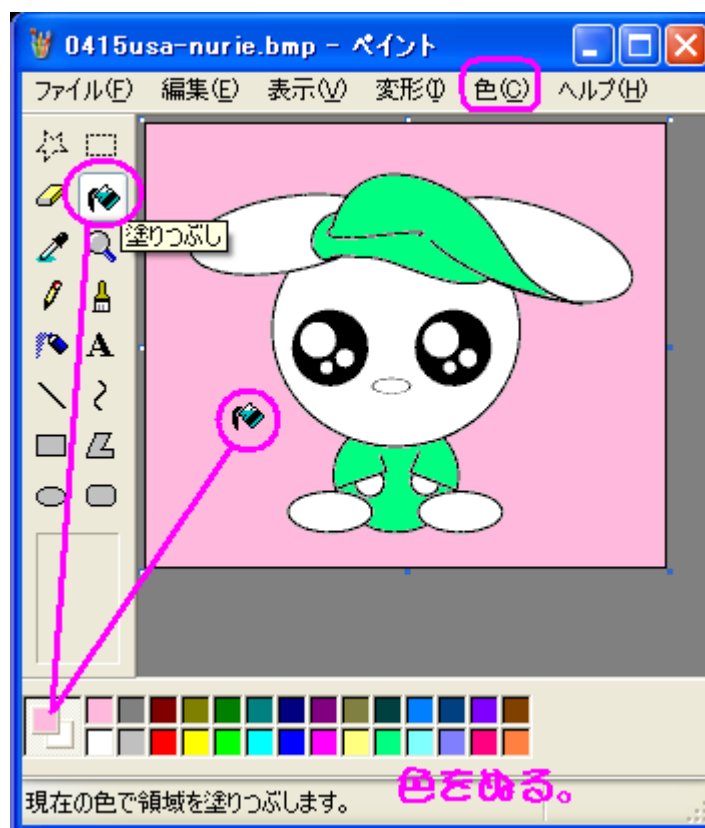 0415usa-nurie.bmp - ペイント
ファイル(F) 編集(E) 表示(V) 変形(I) 色(C) ヘルプ(H)
塗りつぶし
A
色をぬる。
現在の色で領域を塗りつぶします。